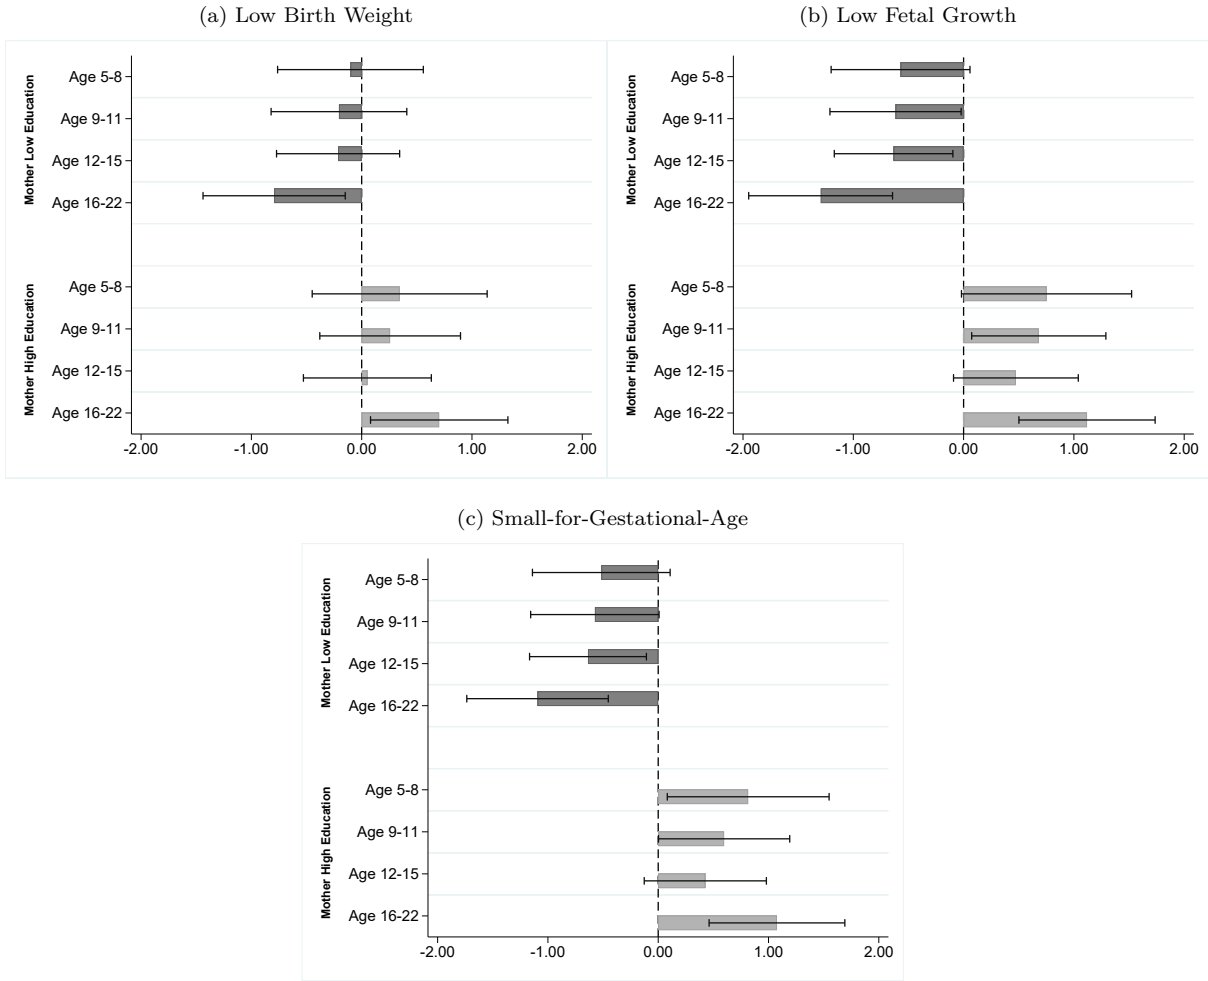 (a) Low Birth Weight
Mother Low Education
Age 5-8
Age 9-11
Age 12-15
Age 16-22
Mother High Education
Age 5-8
Age 9-11
Age 12-15
Age 16-22
-2.00 -1.00 0.00 1.00 2.00
(b) Low Fetal Growth
Mother Low Education
Age 5-8
Age 9-11
Age 12-15
Age 16-22
Mother High Education
Age 5-8
Age 9-11
Age 12-15
Age 16-22
-2.00 -1.00 0.00 1.00 2.00
(c) Small-for-Gestational-Age
Mother Low Education
Age 5-8
Age 9-11
Age 12-15
Age 16-22
Mother High Education
Age 5-8
Age 9-11
Age 12-15
Age 16-22
-2.00 -1.00 0.00 1.00 2.00